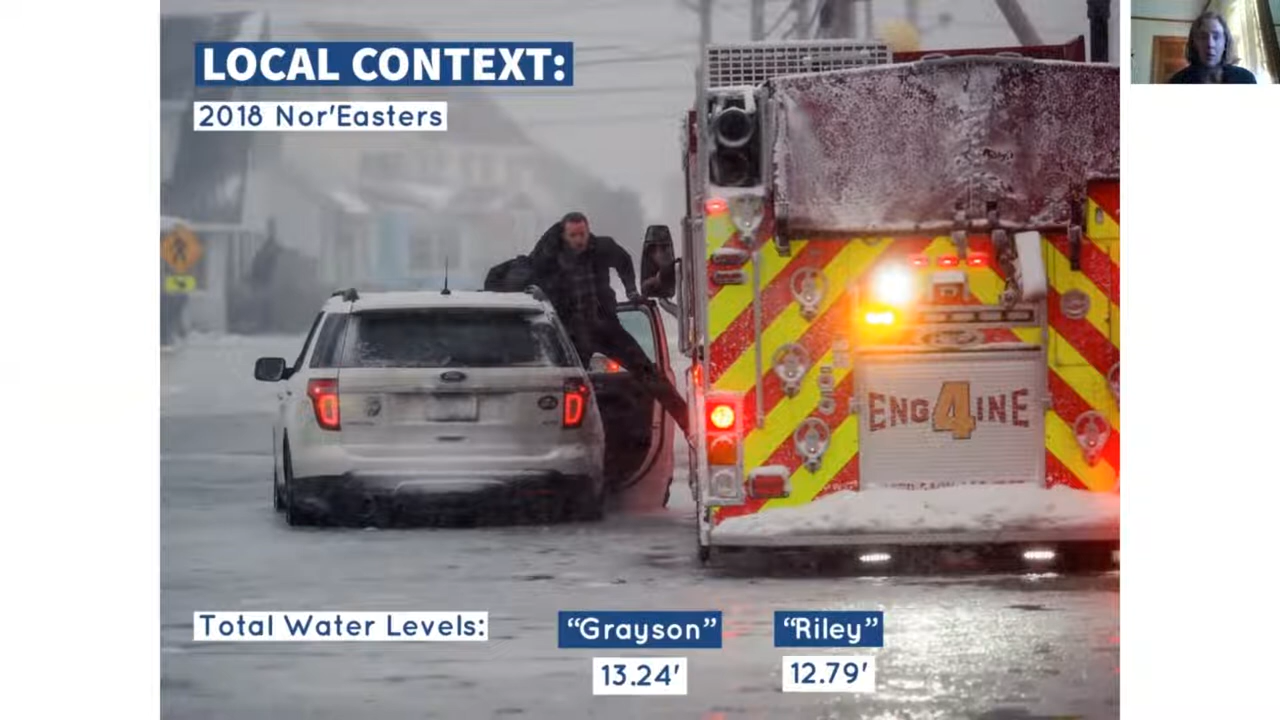 LOCAL CONTEXT:
2018 Nor'Easters
ENG4INE
Total Water Levels:
“Grayson”
“Riley”
13.24'
12.79'